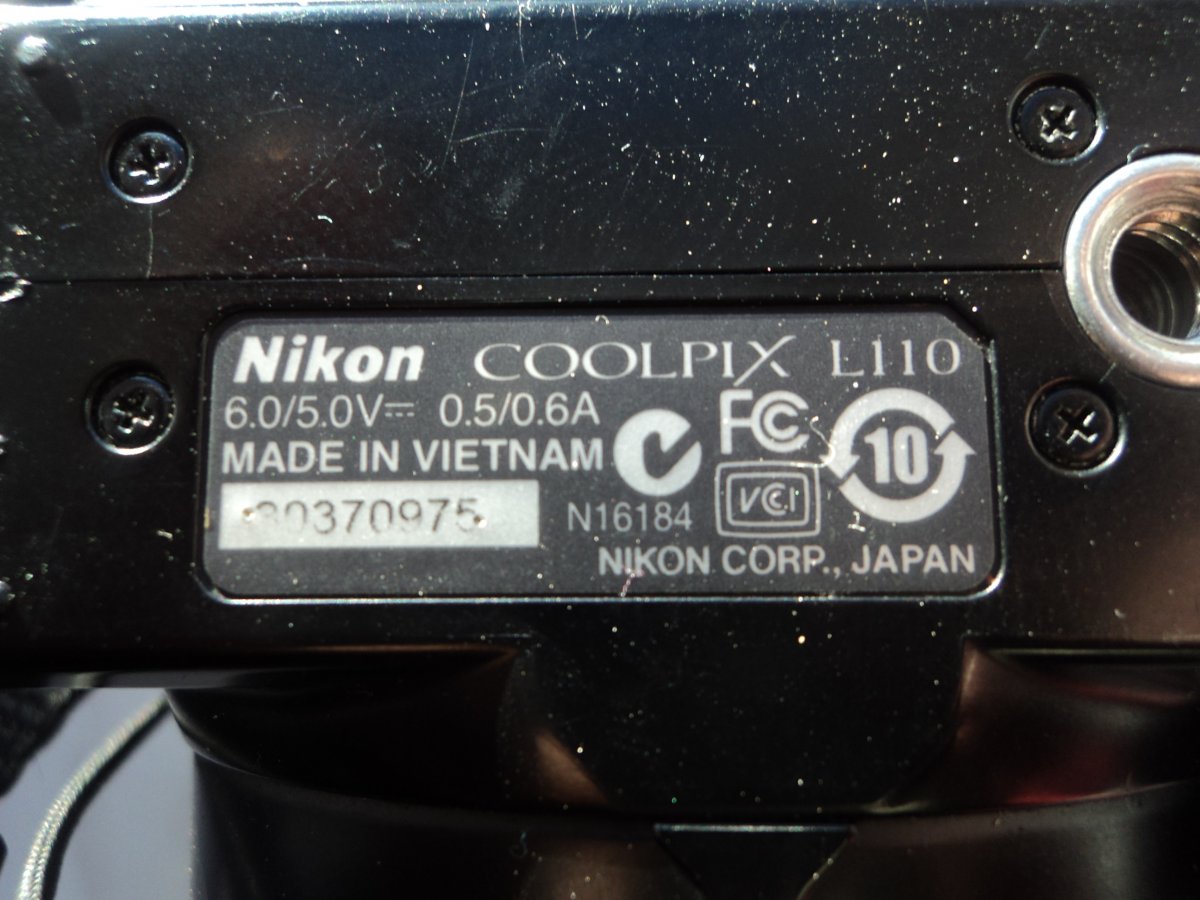 Nikon COOLPIX L110
6.0/5.0V⎓ 0.5/0.6A
MADE IN VIETNAM
FC
10
30370975
N16184
VCI
NIKON CORP., JAPAN